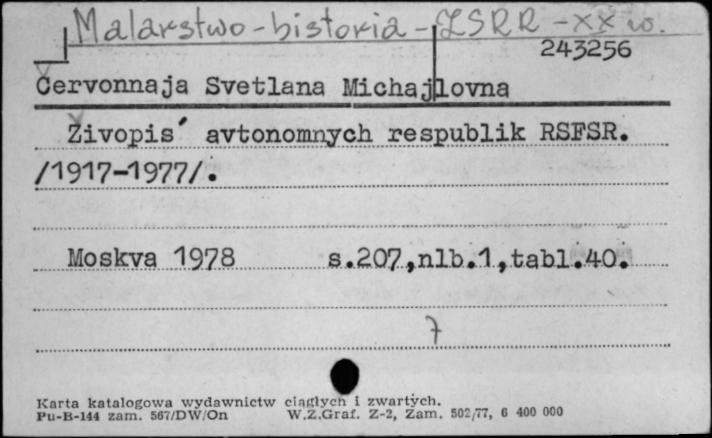 Malarstwo - historia - ZSRR - XX w.
243256
Červonnaja Svetlana Michajlovna
Živopis' avtonomnych respublik RSFSR.
/1917-1977/.
Moskva 1978 s.207,nlb.1,tabl.40.
7
Karta katalogowa wydawnictw ciągłych i zwartych.
Pu-B-144 zam. 567/DW/On W.Z.Graf. Z-2, Zam. 502/77, 6 400 000